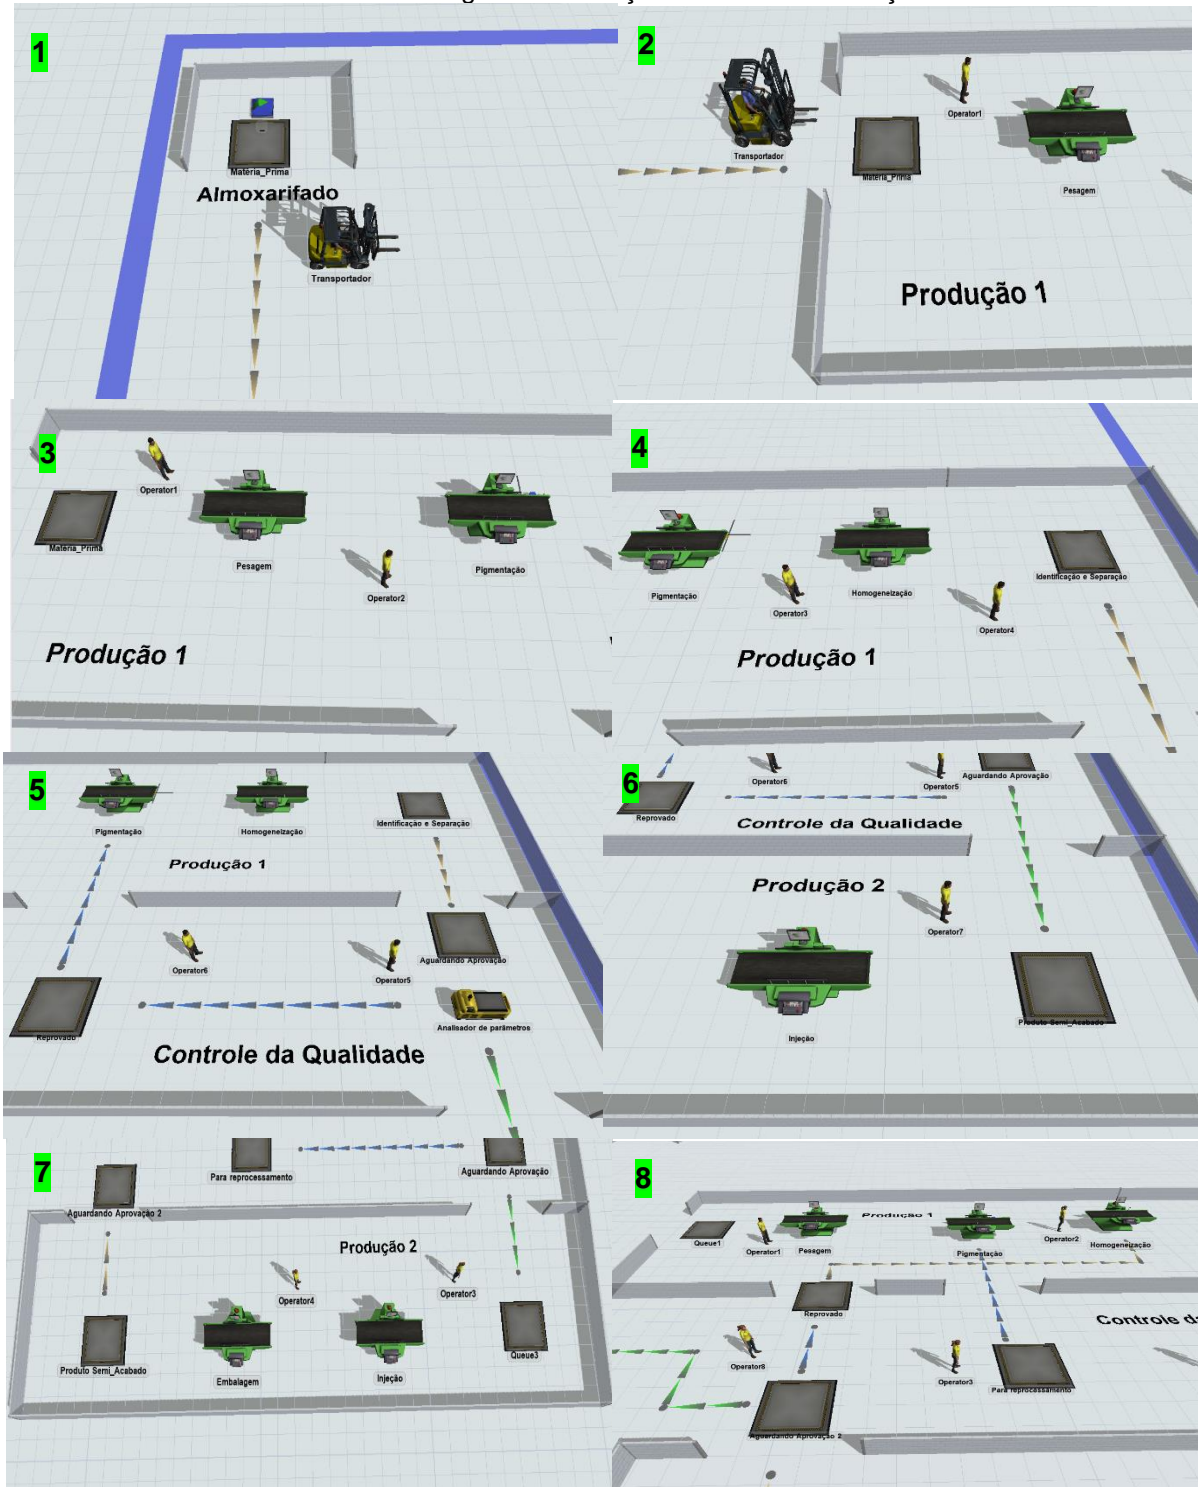 1
Matéria_Prima
Almoxarifado
Transportador
2
Transportador
Operator1
Matéria_Prima
Pesagem
Produção 1
3
Operator1
Matéria_Prima
Pesagem
Operator2
Pigmentação
Produção 1
4
Pigmentação
Operator3
Homogeneização
Operator4
Identificação e Separação
Produção 1
5
Pigmentação
Homogeneização
Identificação e Separação
Produção 1
Operator6
Operator5
Aguardando Aprovação
Reprovado
Analisador de parâmetros
Controle da Qualidade
6
Operator6
Operator5
Aguardando Aprovação
Reprovado
Controle da Qualidade
Produção 2
Operator7
Injeção
Produto Semi_Acabado
7
Para reprocessamento
Aguardando Aprovação
Aguardando Aprovação 2
Produção 2
Operator4
Operator3
Produto Semi_Acabado
Embalagem
Injeção
Queue3
8
Queue1
Operator1
Pesagem
Produção 1
Pigmentação
Operator2
Homogeneização
Reprovado
Controle d
Operator8
Operator3
Para reprocessamento
Aguardando Aprovação 2